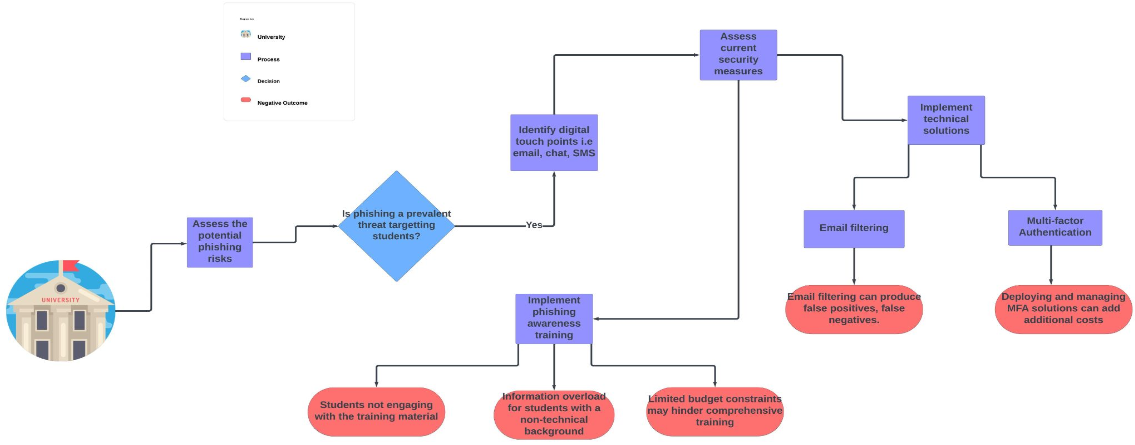 University
Process
Decision
Negative Outcome
UNIVERSITY
Assess the
potential
phishing
risks
Is phishing a prevalent
threat targetting
students?
Yes
Identify digital
touch points i.e
email, chat, SMS
Assess
current
security
measures
Implement
technical
solutions
Email filtering
Multi-factor
Authentication
Email filtering can produce
false positives, false
negatives.
Deploying and managing
MFA solutions can add
additional costs
Implement
phishing
awareness
training
Students not engaging
with the training material
Information overload
for students with a
non-technical
background
Limited budget constraints
may hinder comprehensive
training